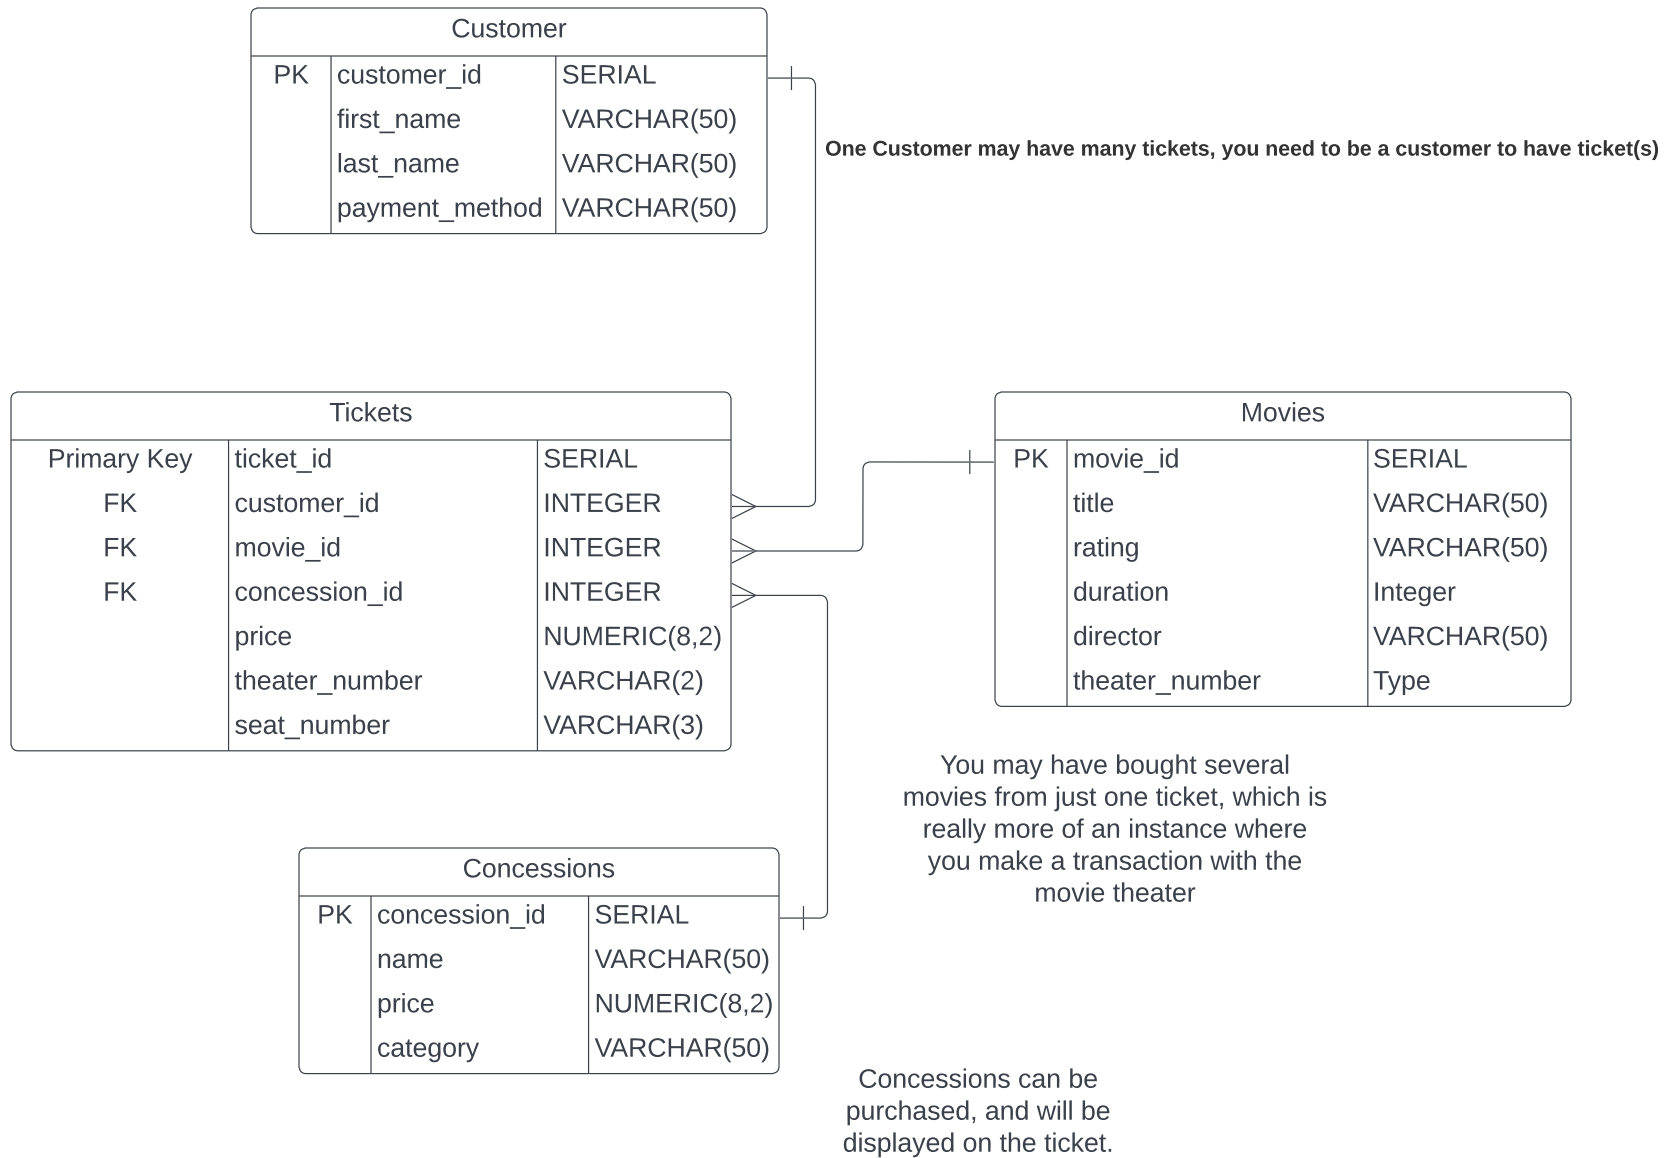 Customer
PK customer_id SERIAL
first_name VARCHAR(50)
last_name VARCHAR(50)
payment_method VARCHAR(50)
One Customer may have many tickets, you need to be a customer to have ticket(s)
Tickets
Primary Key ticket_id SERIAL
FK customer_id INTEGER
FK movie_id INTEGER
FK concession_id INTEGER
price NUMERIC(8,2)
theater_number VARCHAR(2)
seat_number VARCHAR(3)
Movies
PK movie_id SERIAL
title VARCHAR(50)
rating VARCHAR(50)
duration Integer
director VARCHAR(50)
theater_number Type
You may have bought several
movies from just one ticket, which is
really more of an instance where
you make a transaction with the
movie theater
Concessions
PK concession_id SERIAL
name VARCHAR(50)
price NUMERIC(8,2)
category VARCHAR(50)
Concessions can be
purchased, and will be
displayed on the ticket.